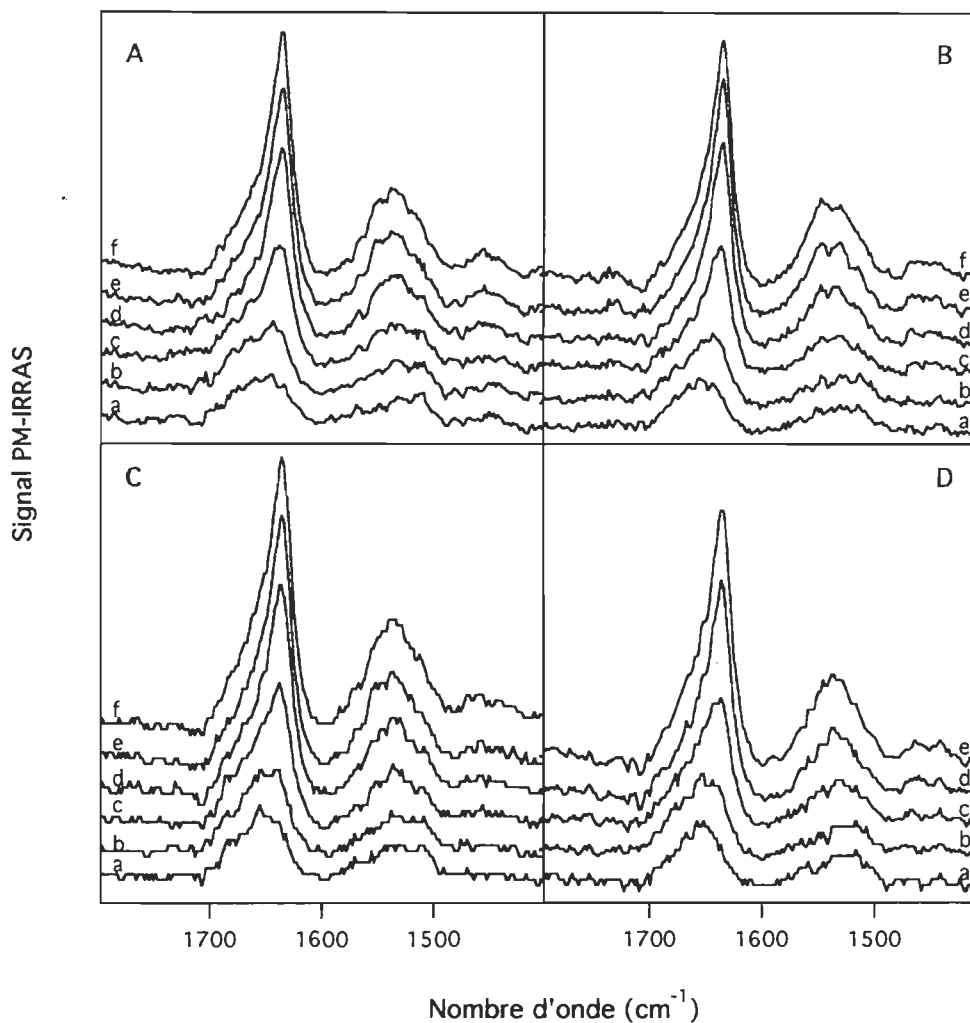 A
B
f
e
d
c
b
a
f
e
d
c
b
a
C
D
f
e
d
c
b
a
e
d
c
b
a
Signal PM-IRRAS
1700 1600 1500 1700 1600 1500
Nombre d'onde (cm⁻¹)